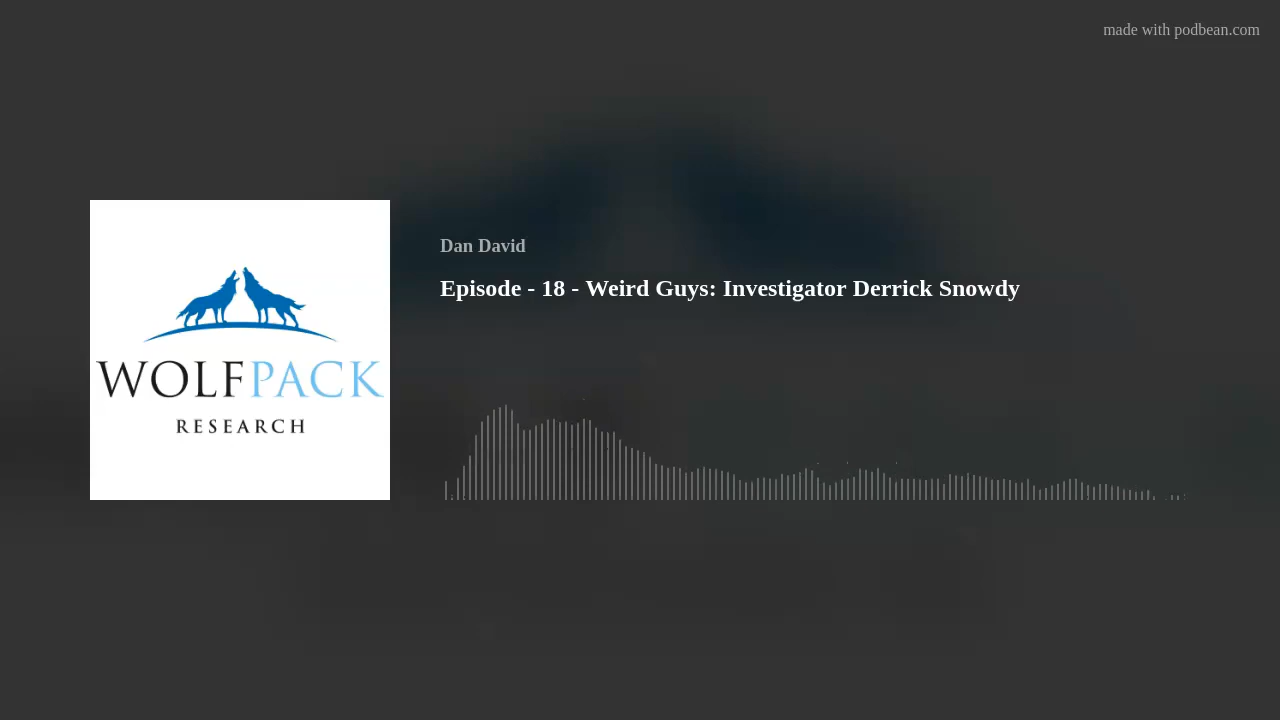 made with podbean.com
Dan David
Episode - 18 - Weird Guys: Investigator Derrick Snowdy
WOLFPACK
RESEARCH